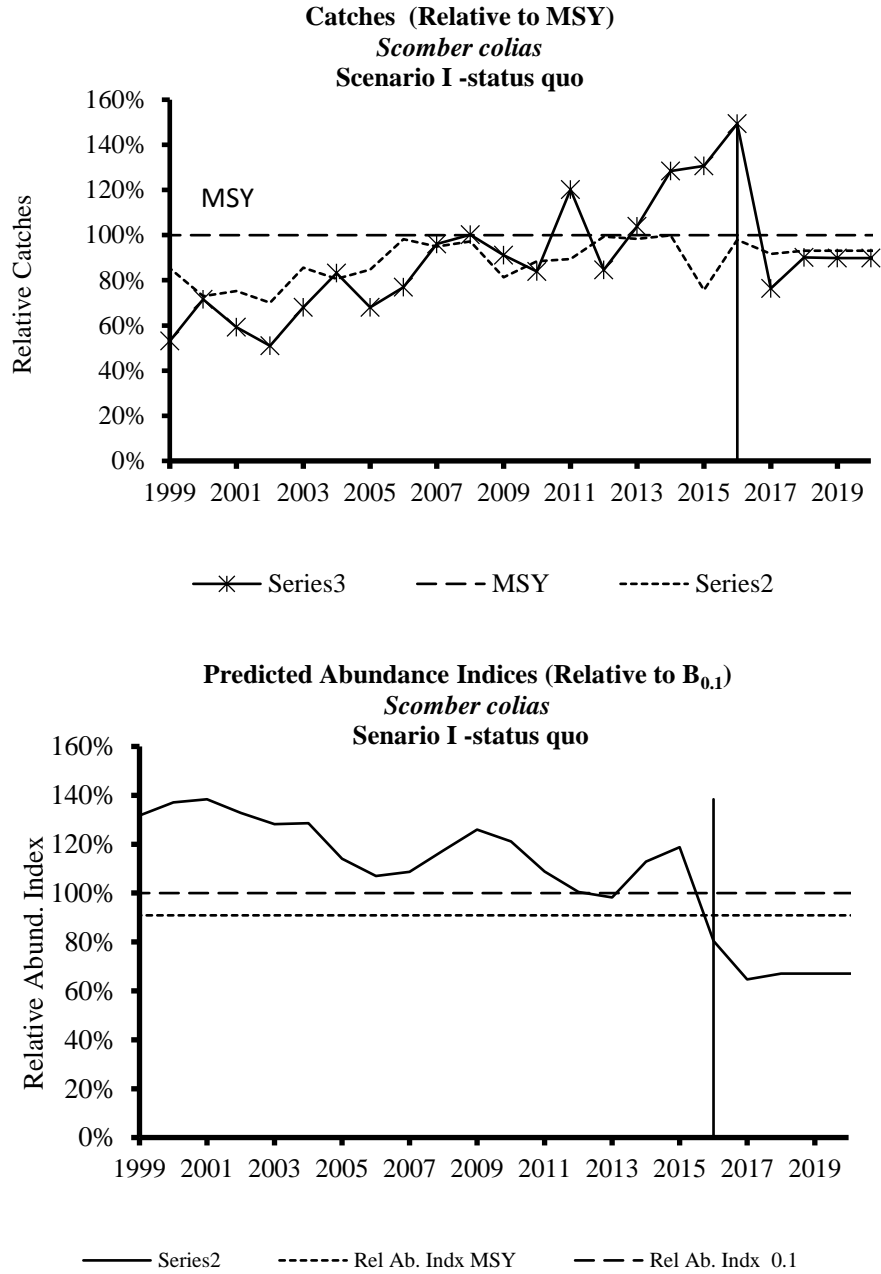 Catches (Relative to MSY)
Scomber colias
Scenario I -status quo
160%
140%
120%
100%
80%
60%
40%
20%
0%
Relative Catches
MSY
1999 2001 2003 2005 2007 2009 2011 2013 2015 2017 2019
Series3 MSY Series2
Predicted Abundance Indices (Relative to B0.1)
Scomber colias
Senario I -status quo
160%
140%
120%
100%
80%
60%
40%
20%
0%
Relative Abund. Index
1999 2001 2003 2005 2007 2009 2011 2013 2015 2017 2019
Series2 Rel Ab. Indx MSY Rel Ab. Indx 0.1